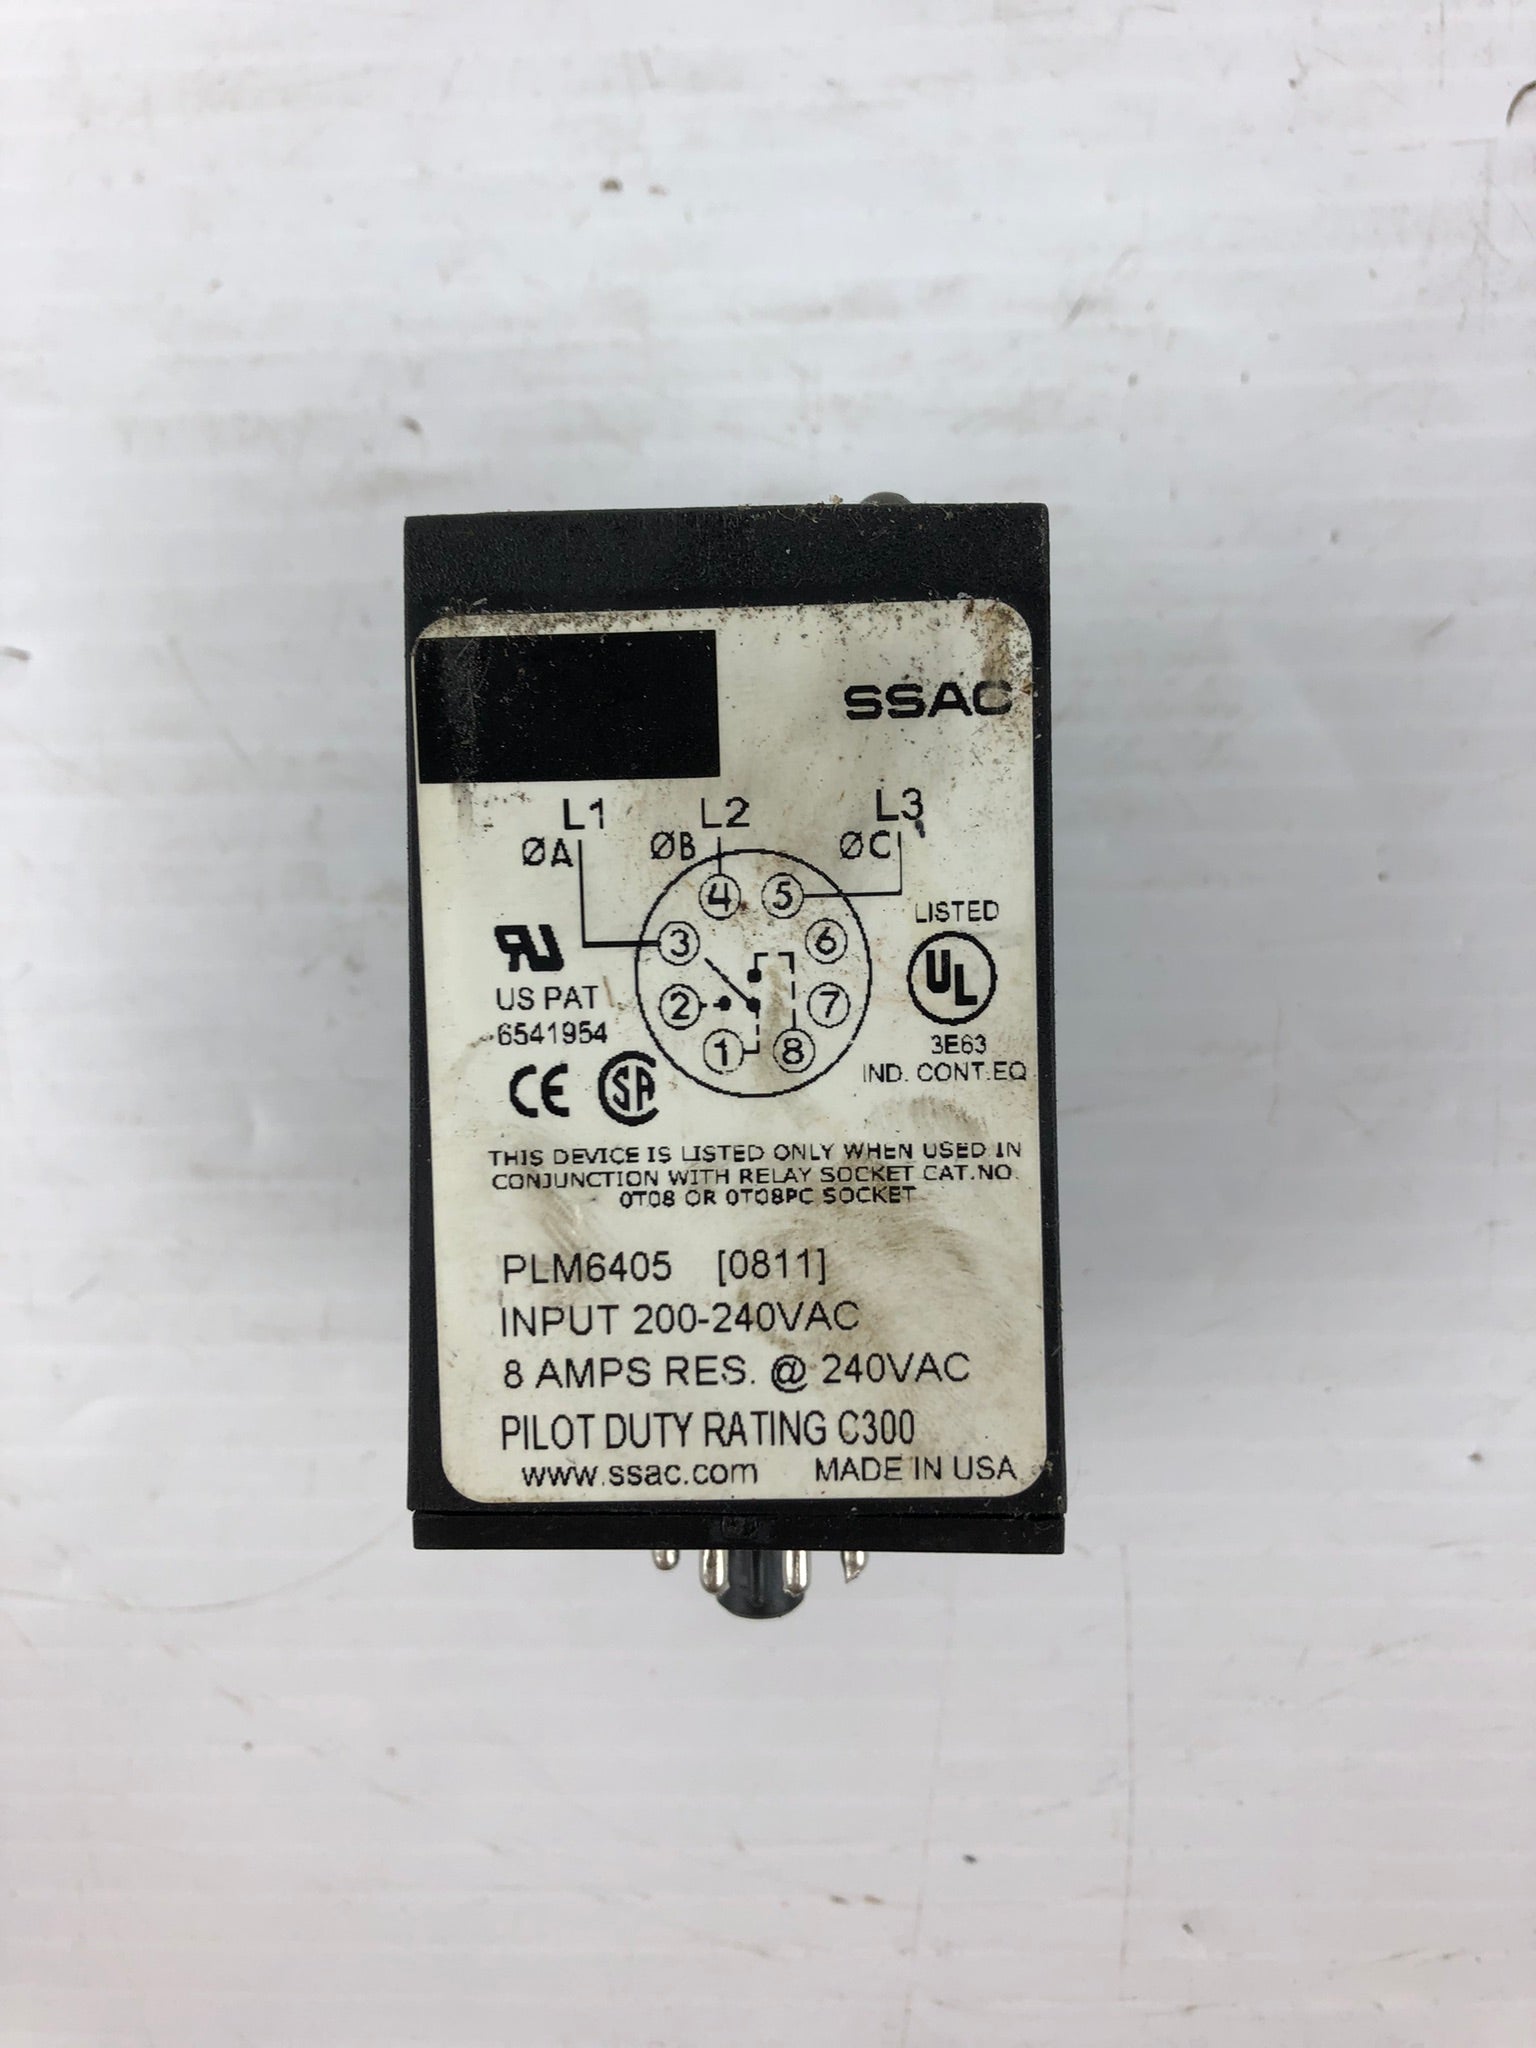 SSAC
L1 L2 L3
ØA ØB ØC
4 5
3 6
2 7
1 8
LISTED
UL
3E63
IND. CONT.EQ
RU
US PAT
6541954
CE SA
THIS DEVICE IS LISTED ONLY WHEN USED IN
CONJUNCTION WITH RELAY SOCKET CAT.NO.
OT08 OR OT08PC SOCKET
PLM6405 [0811]
INPUT 200-240VAC
8 AMPS RES. @ 240VAC
PILOT DUTY RATING C300
www.ssac.com MADE IN USA